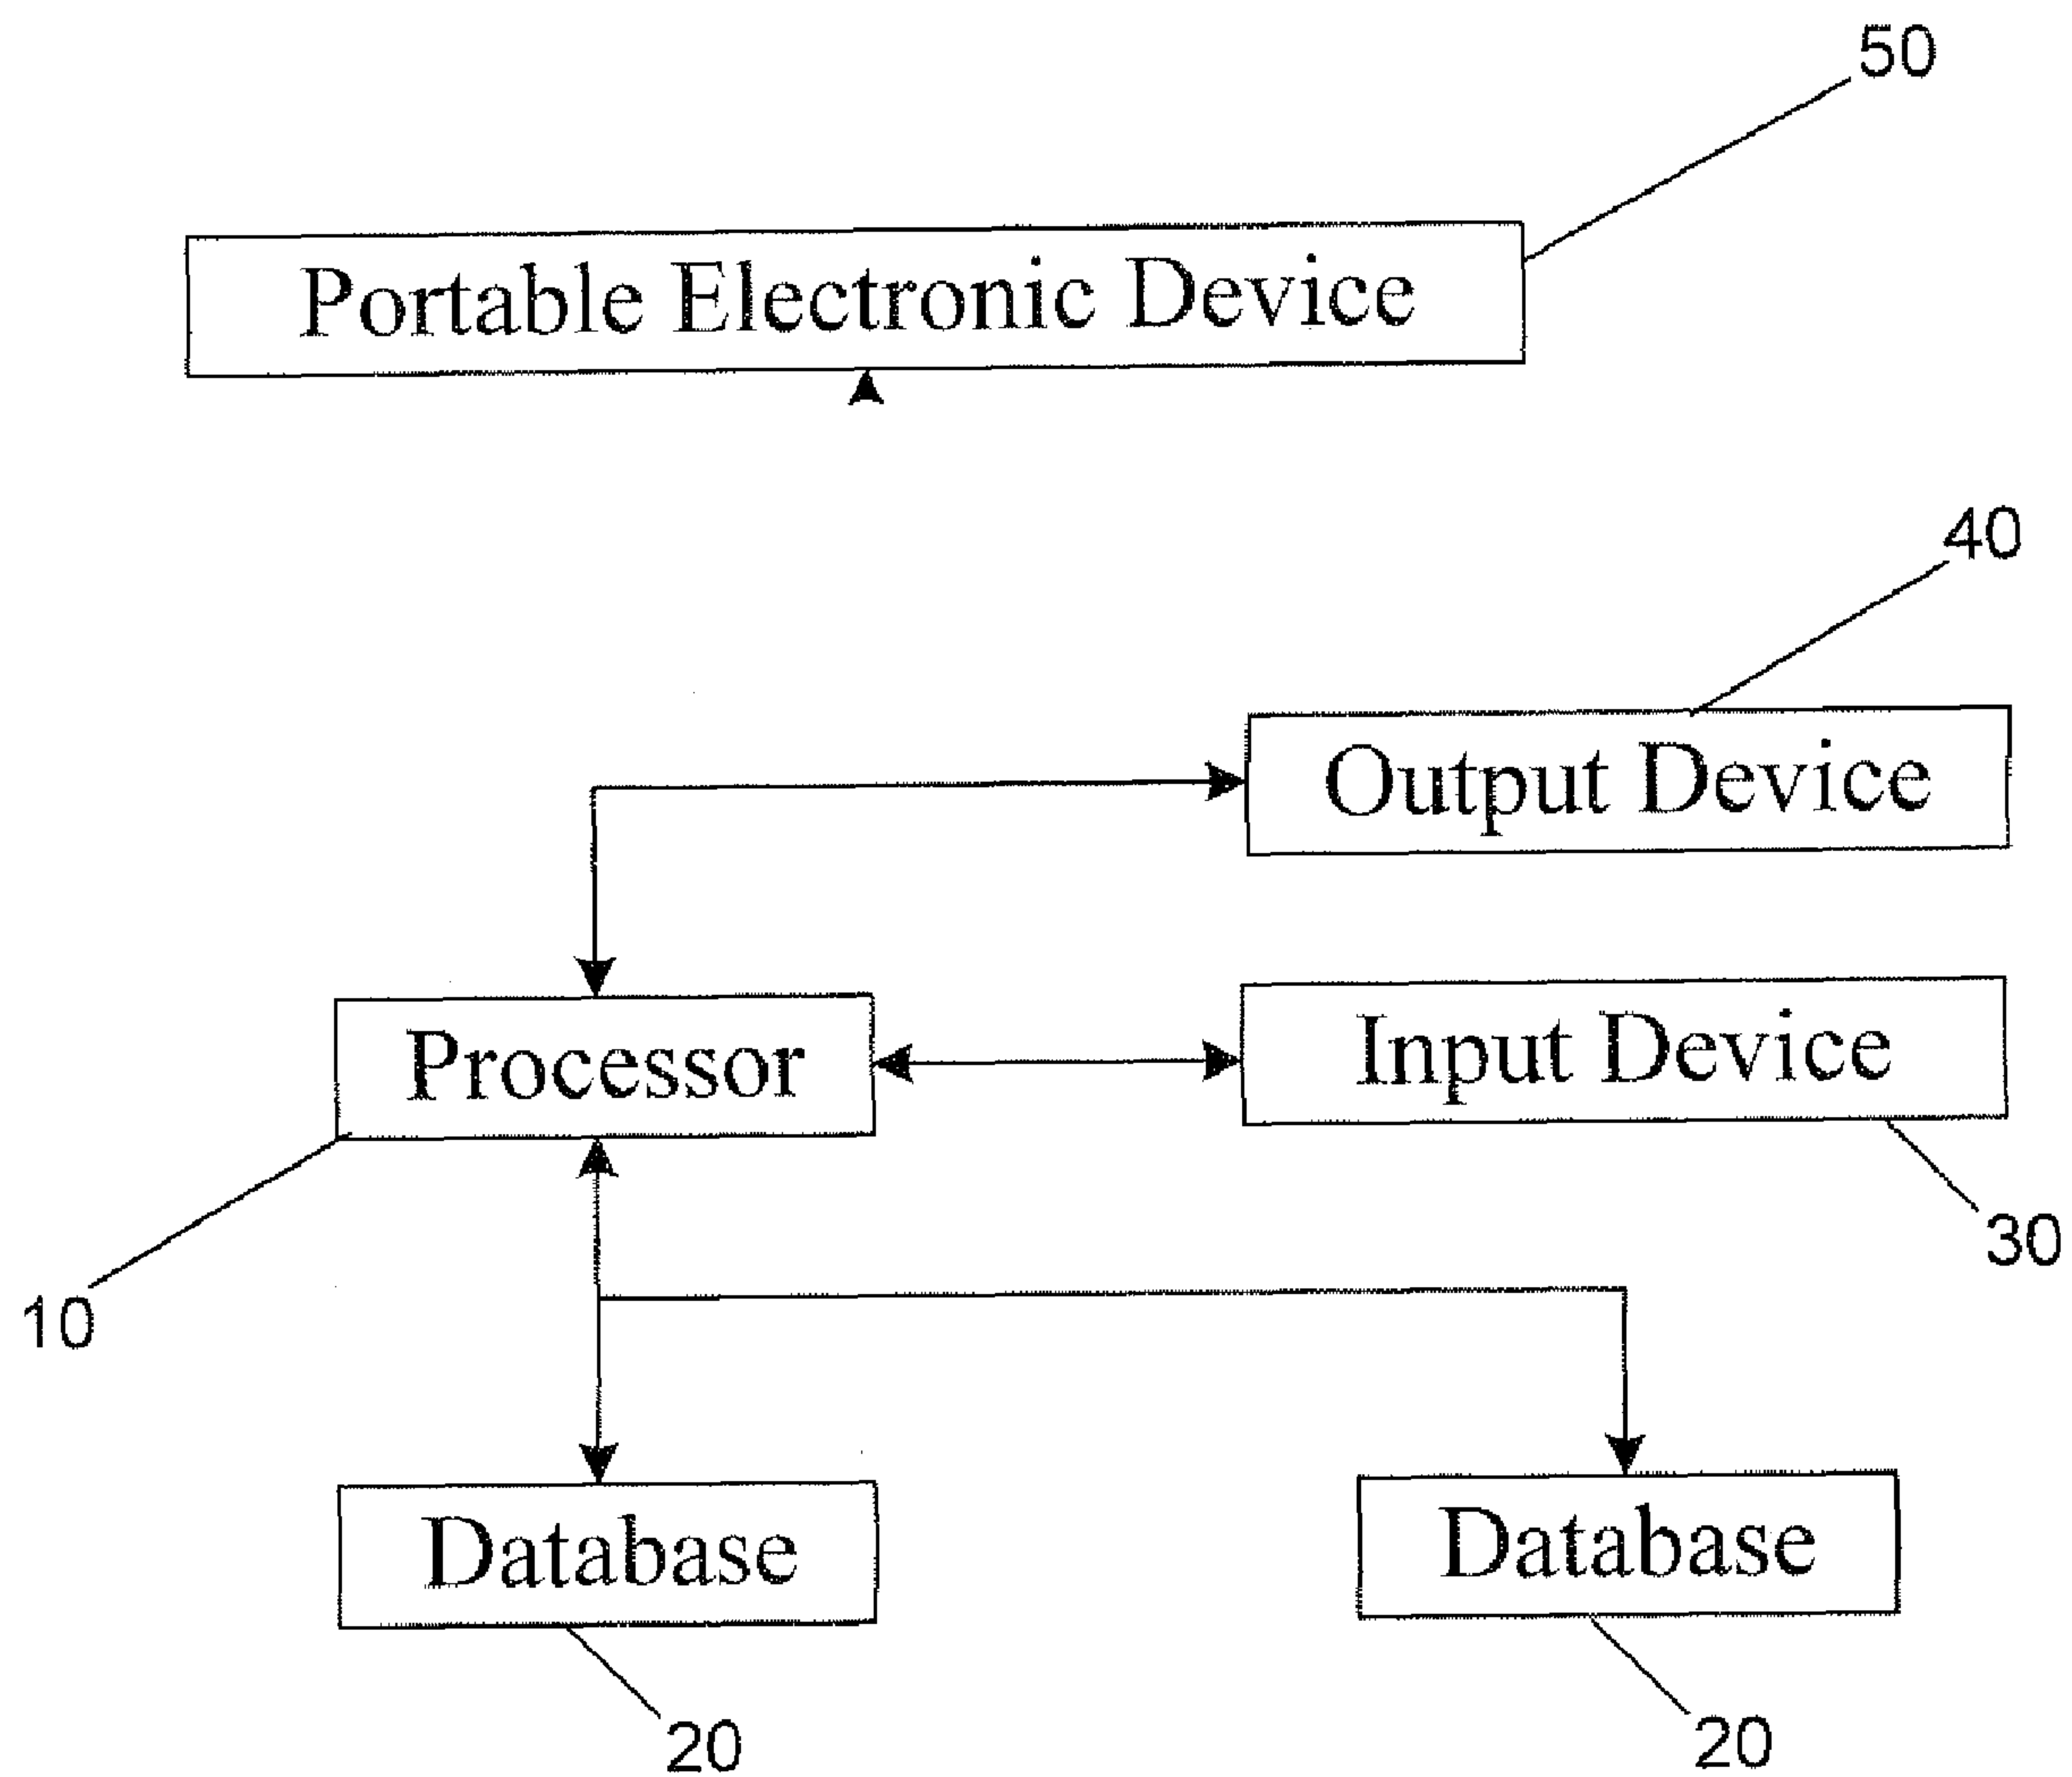 50
Portable Electronic Device
40
Output Device
Processor
Input Device
30
10
Database
Database
20
20